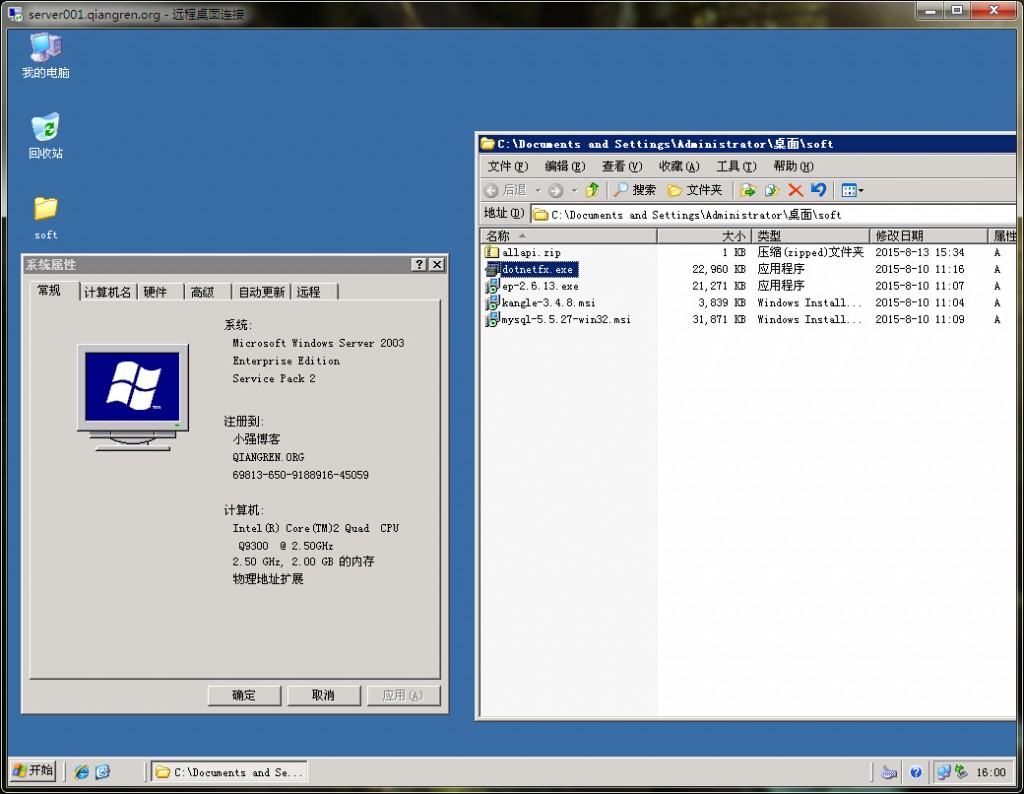 server001.qiangren.org - 远程桌面连接
我的电脑
回收站
soft
系统属性
常规 计算机名 硬件 高级 自动更新 远程
系统:
Microsoft Windows Server 2003
Enterprise Edition
Service Pack 2
注册到:
小强博客
QIANGREN.ORG
69813-650-9188916-45059
计算机:
Intel(R) Core(TM)2 Quad CPU
Q9300 @ 2.50GHz
2.50 GHz, 2.00 GB 的内存
物理地址扩展
确定 取消 应用(A)
C:\Documents and Settings\Administrator\桌面\soft
文件(F) 编辑(E) 查看(V) 收藏(A) 工具(T) 帮助(H)
后退 搜索 文件夹
地址(D) C:\Documents and Settings\Administrator\桌面\soft
名称 大小 类型 修改日期 属性
allapi.zip 1 KB 压缩(zipped)文件夹 2015-8-13 15:34 A
dotnetfx.exe 22,960 KB 应用程序 2015-8-10 11:16 A
ep-2.6.13.exe 21,271 KB 应用程序 2015-8-10 11:07 A
kangle-3.4.8.msi 3,839 KB Windows Install... 2015-8-10 11:04 A
mysql-5.5.27-win32.msi 31,871 KB Windows Install... 2015-8-10 11:09 A
开始 C:\Documents and Se... 16:00